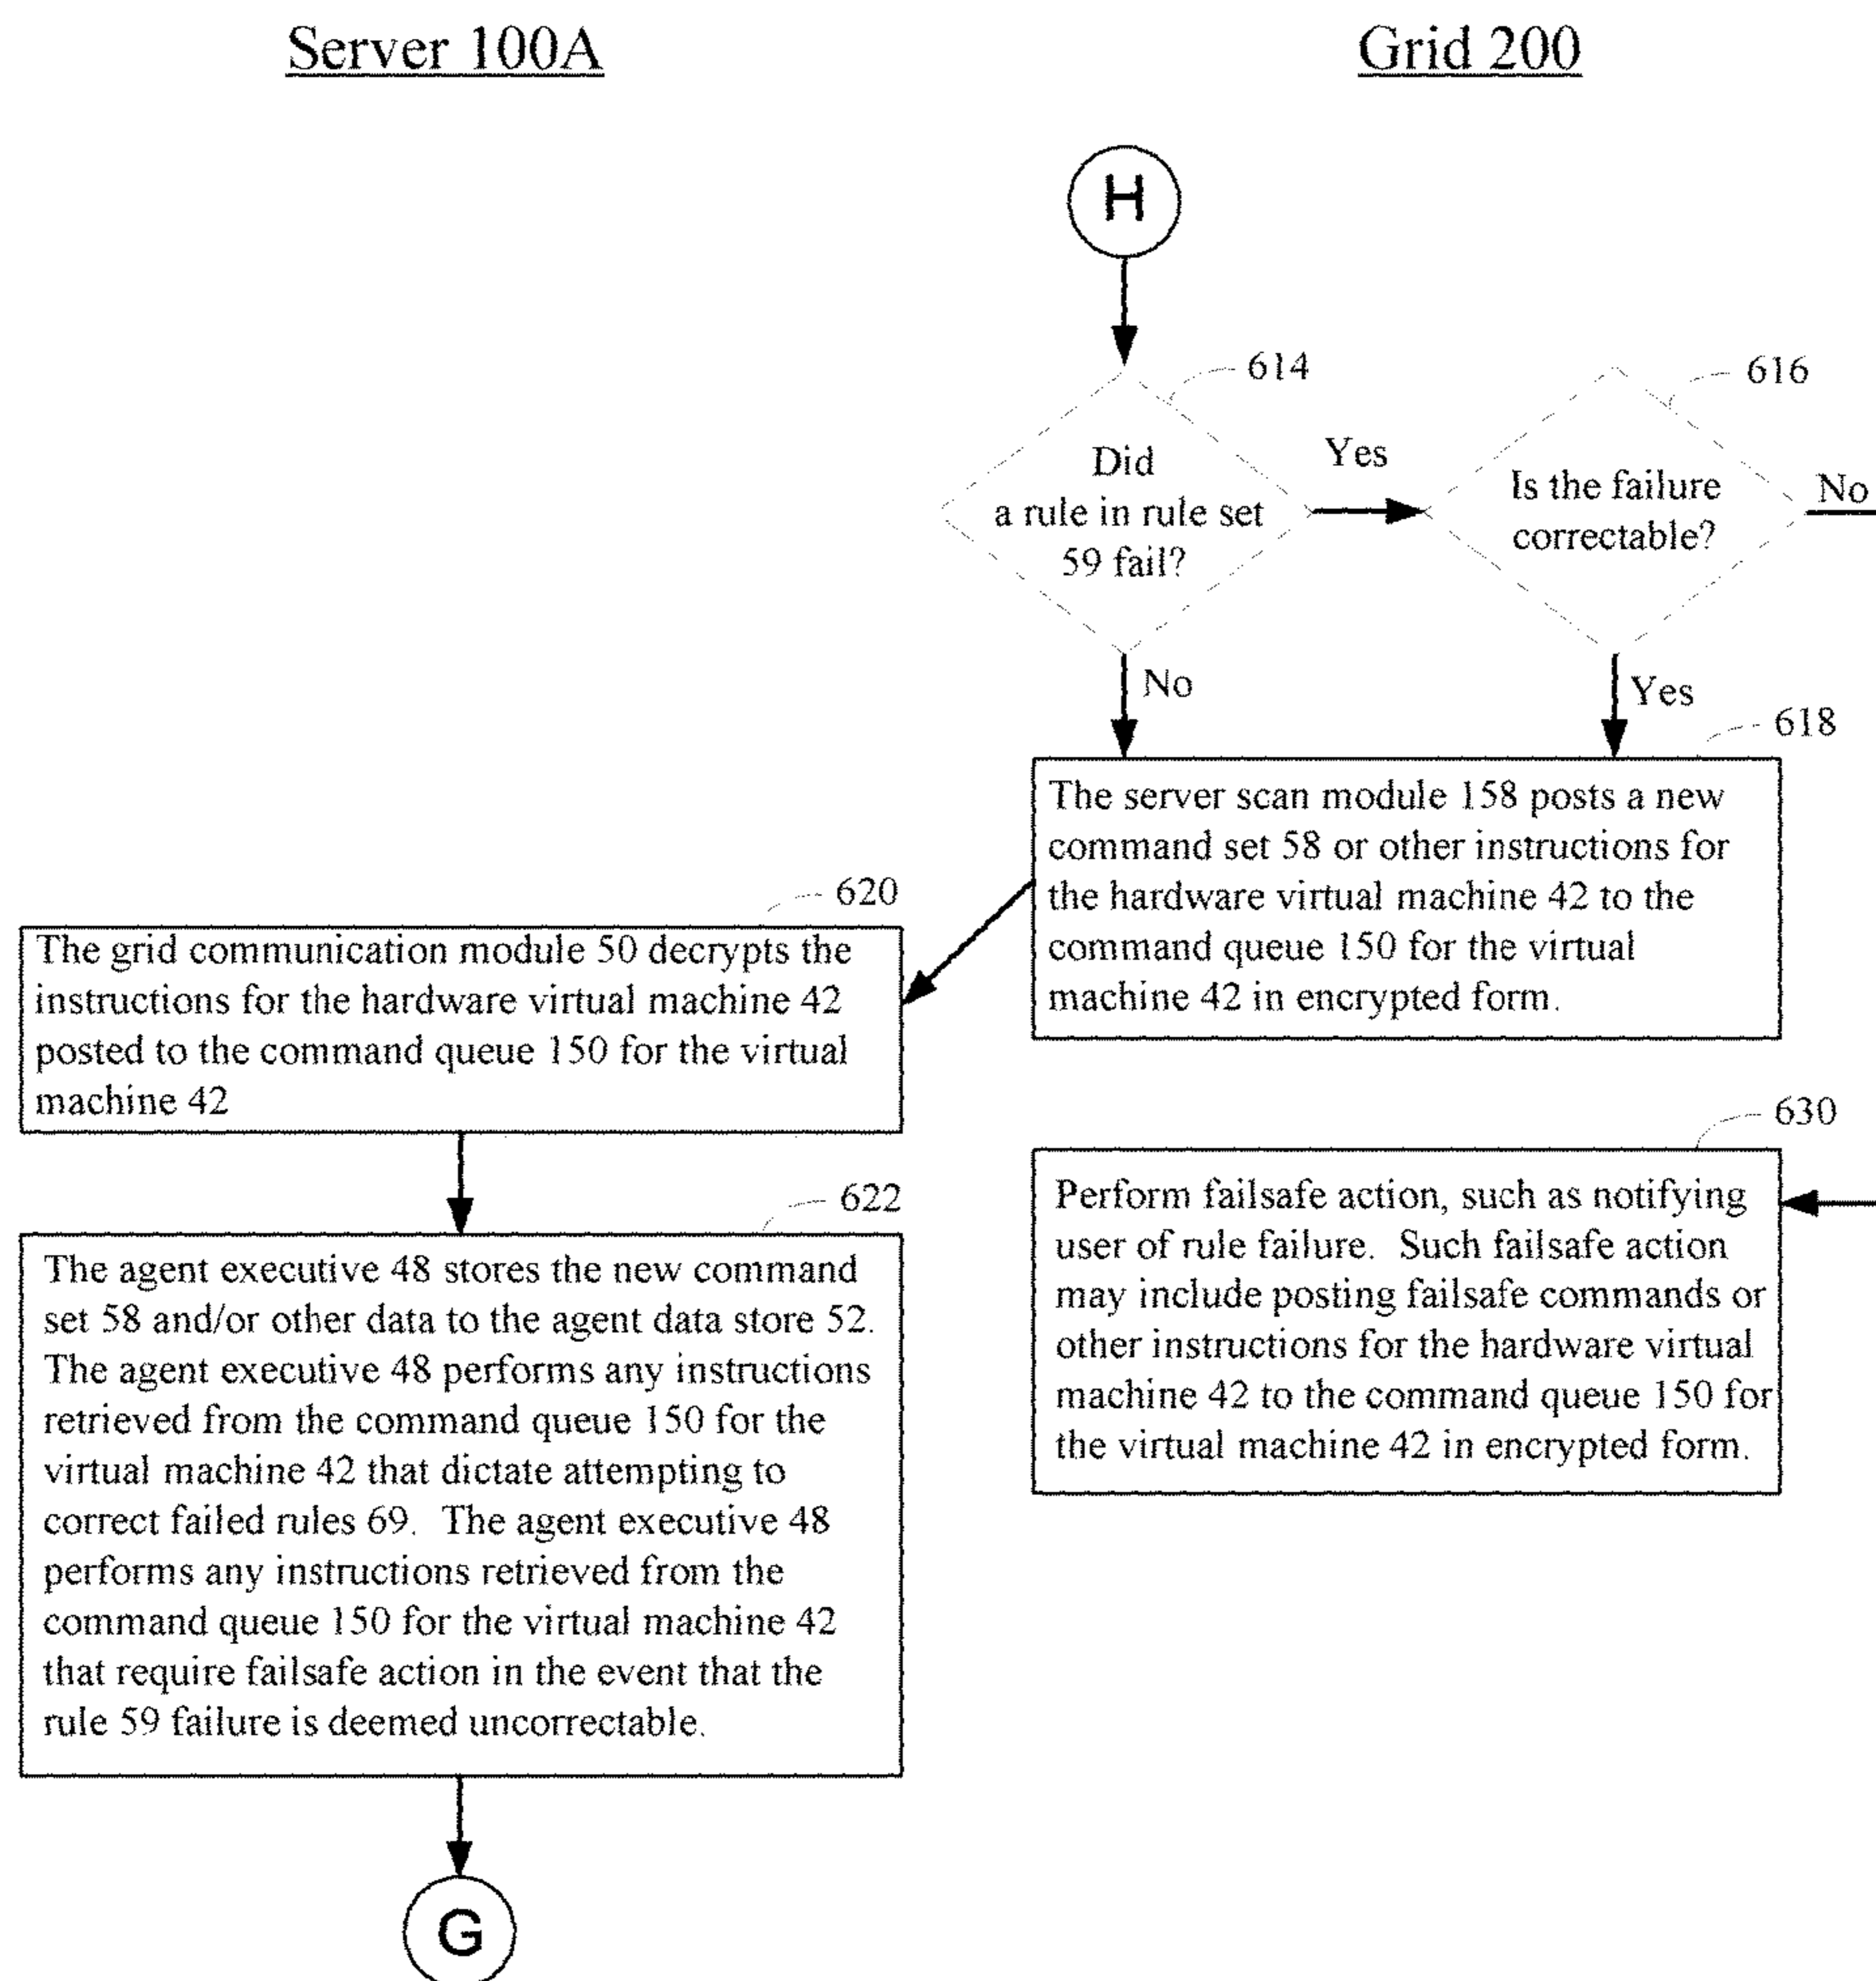 Server 100A
Grid 200
H
614
616
Did
a rule in rule set
59 fail?
Yes
Is the failure
correctable?
No
No
Yes
618
The server scan module 158 posts a new
command set 58 or other instructions for
the hardware virtual machine 42 to the
command queue 150 for the virtual
machine 42 in encrypted form.
620
The grid communication module 50 decrypts the
instructions for the hardware virtual machine 42
posted to the command queue 150 for the virtual
machine 42
630
Perform failsafe action, such as notifying
user of rule failure.  Such failsafe action
may include posting failsafe commands or
other instructions for the hardware virtual
machine 42 to the command queue 150 for
the virtual machine 42 in encrypted form.
622
The agent executive 48 stores the new command
set 58 and/or other data to the agent data store 52.
The agent executive 48 performs any instructions
retrieved from the command queue 150 for the
virtual machine 42 that dictate attempting to
correct failed rules 69.  The agent executive 48
performs any instructions retrieved from the
command queue 150 for the virtual machine 42
that require failsafe action in the event that the
rule 59 failure is deemed uncorrectable.
G